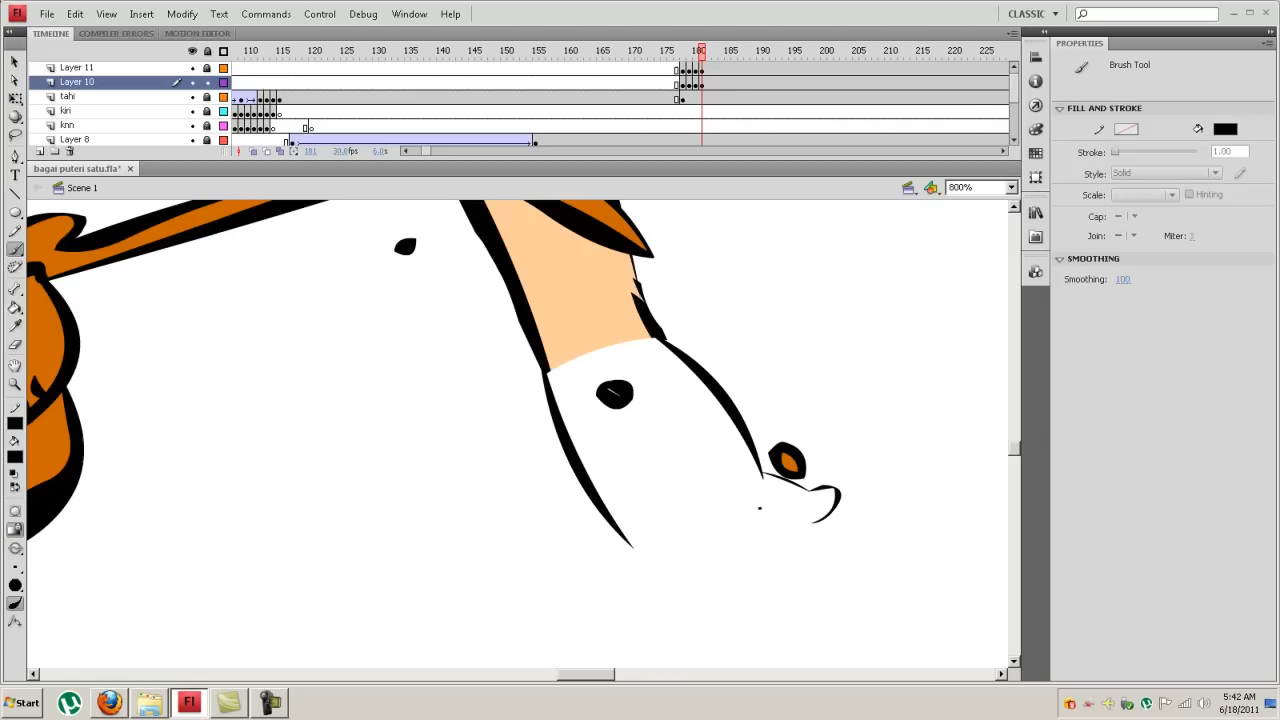 Fl File Edit View Insert Modify Text Commands Control Debug Window Help CLASSIC
TIMELINE COMPILER ERRORS MOTION EDITOR
110 115 120 125 130 135 140 145 150 155 160 165 170 175 180 185 190 195 200 205 210 215 220 225
Layer 11
Layer 10
tahi
kiri
knn
Layer 8
181 30.0fps 6.0s
bagai puteri satu.fla*
Scene 1
800%
PROPERTIES
Brush Tool
FILL AND STROKE
Stroke: 1.00
Style: Solid
Scale: Hinting
Cap:
Join: Miter: 3
SMOOTHING
Smoothing: 100
T
Start
Fl
5:42 AM
6/18/2011